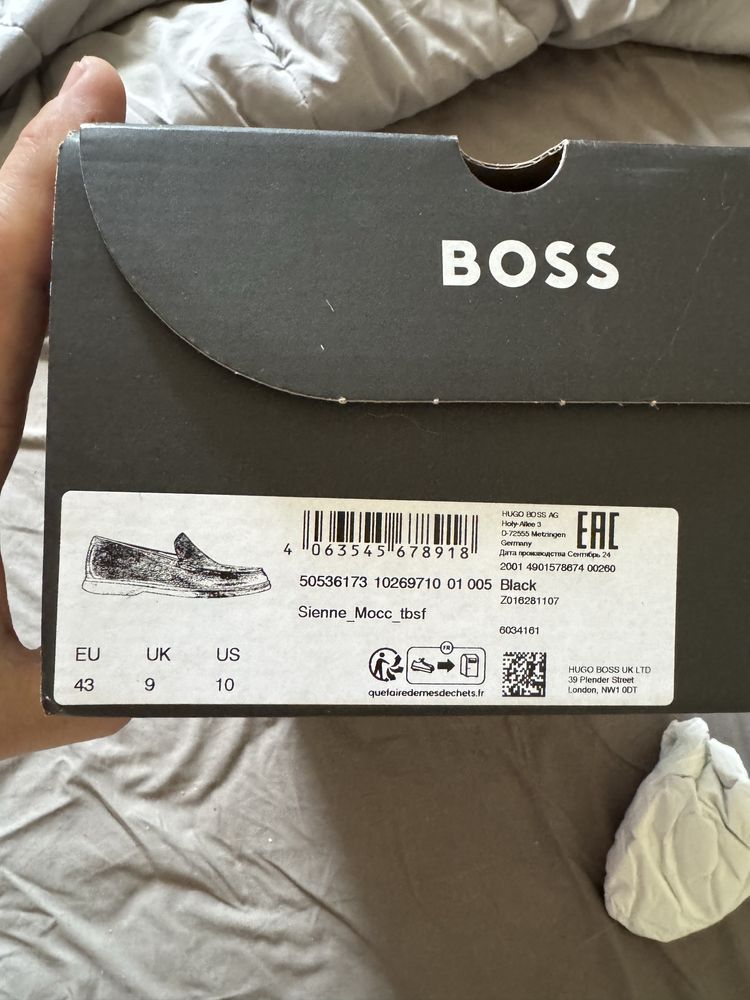 BOSS
4 063545 678918
50536173 10269710 01 005 Black
Sienne_Mocc_tbsf
Z016281107
6034161
HUGO BOSS AG
Holy-Allee 3
D-72555 Metzingen
Germany
Дата производства Сентябрь 24
EAC
2001 4901578674 00260
EU UK US
43 9 10
FR
quefairedemesdechets.fr
HUGO BOSS UK LTD
39 Plender Street
London, NW1 0DT